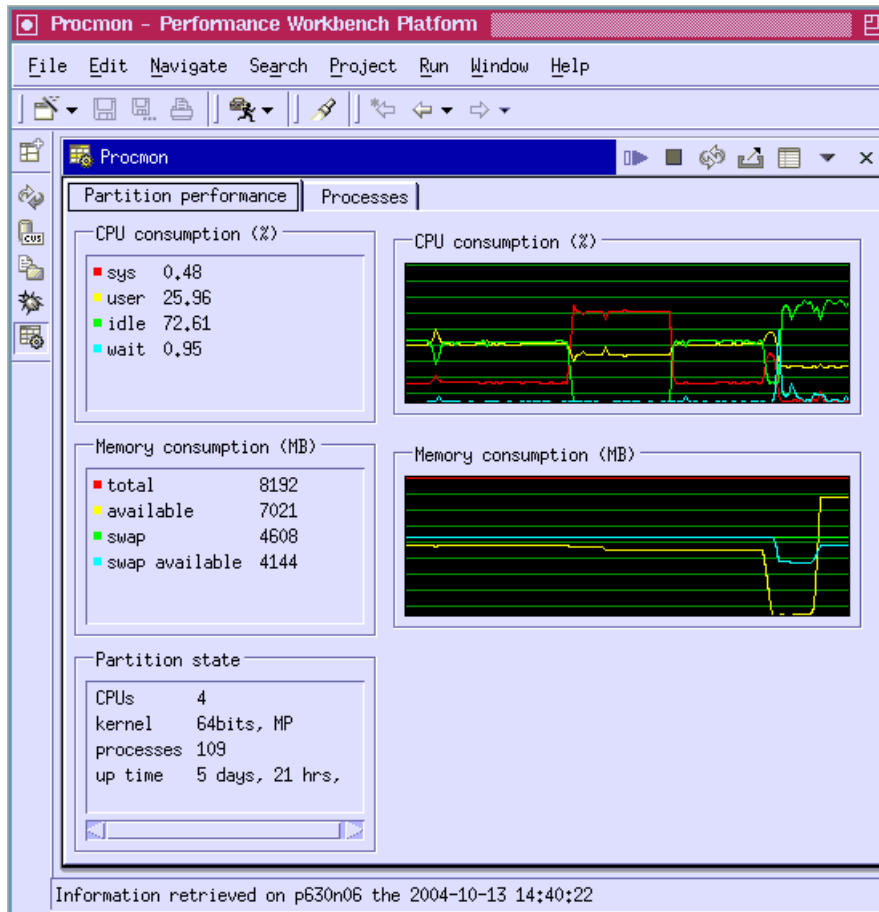 Procmon - Performance Workbench Platform
File Edit Navigate Search Project Run Window Help
Procmon
Partition performance Processes
CPU consumption (%)
sys 0.48
user 25.96
idle 72.61
wait 0.95
CPU consumption (%)
Memory consumption (MB)
total 8192
available 7021
swap 4608
swap available 4144
Memory consumption (MB)
Partition state
CPUs 4
kernel 64bits, MP
processes 109
up time 5 days, 21 hrs,
CVS
Information retrieved on p630n06 the 2004-10-13 14:40:22